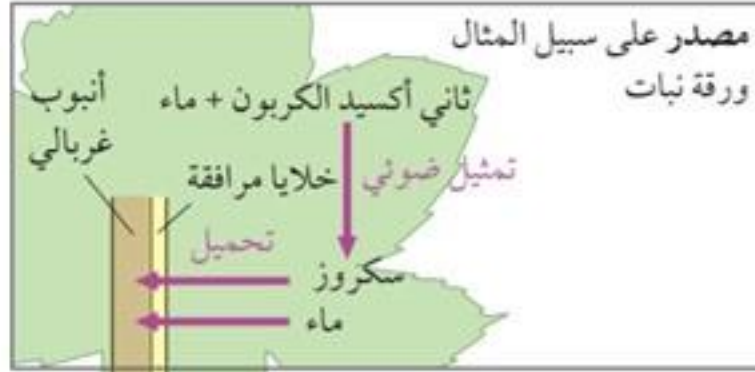 مصدر على سبيل المثال
ورقة نبات
ثاني أكسيد الكربون + ماء
أنبوب
غربالي
تمثيل ضوئي
خلايا مرافقة
تحميل
سكروز
ماء